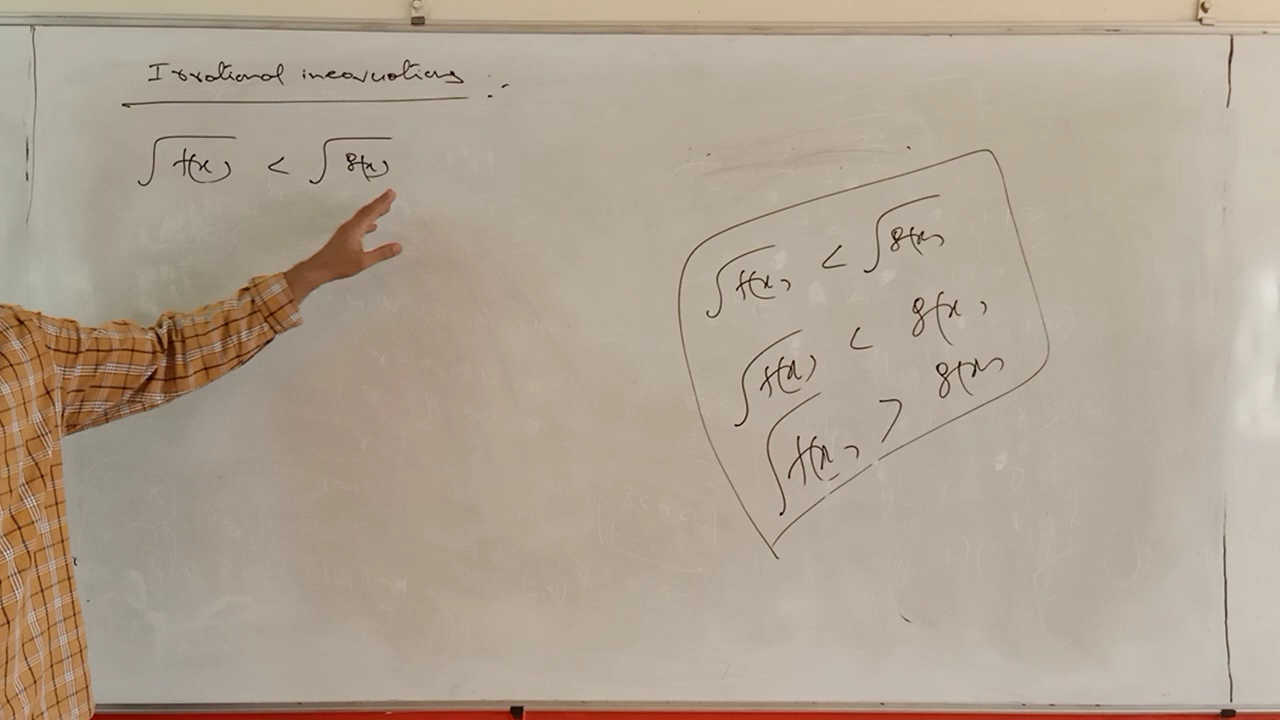 Irrational inequations :-
√f(x) < √g(x)
√f(x) < √g(x)
√f(x) < g(x)
√f(x) > g(x)